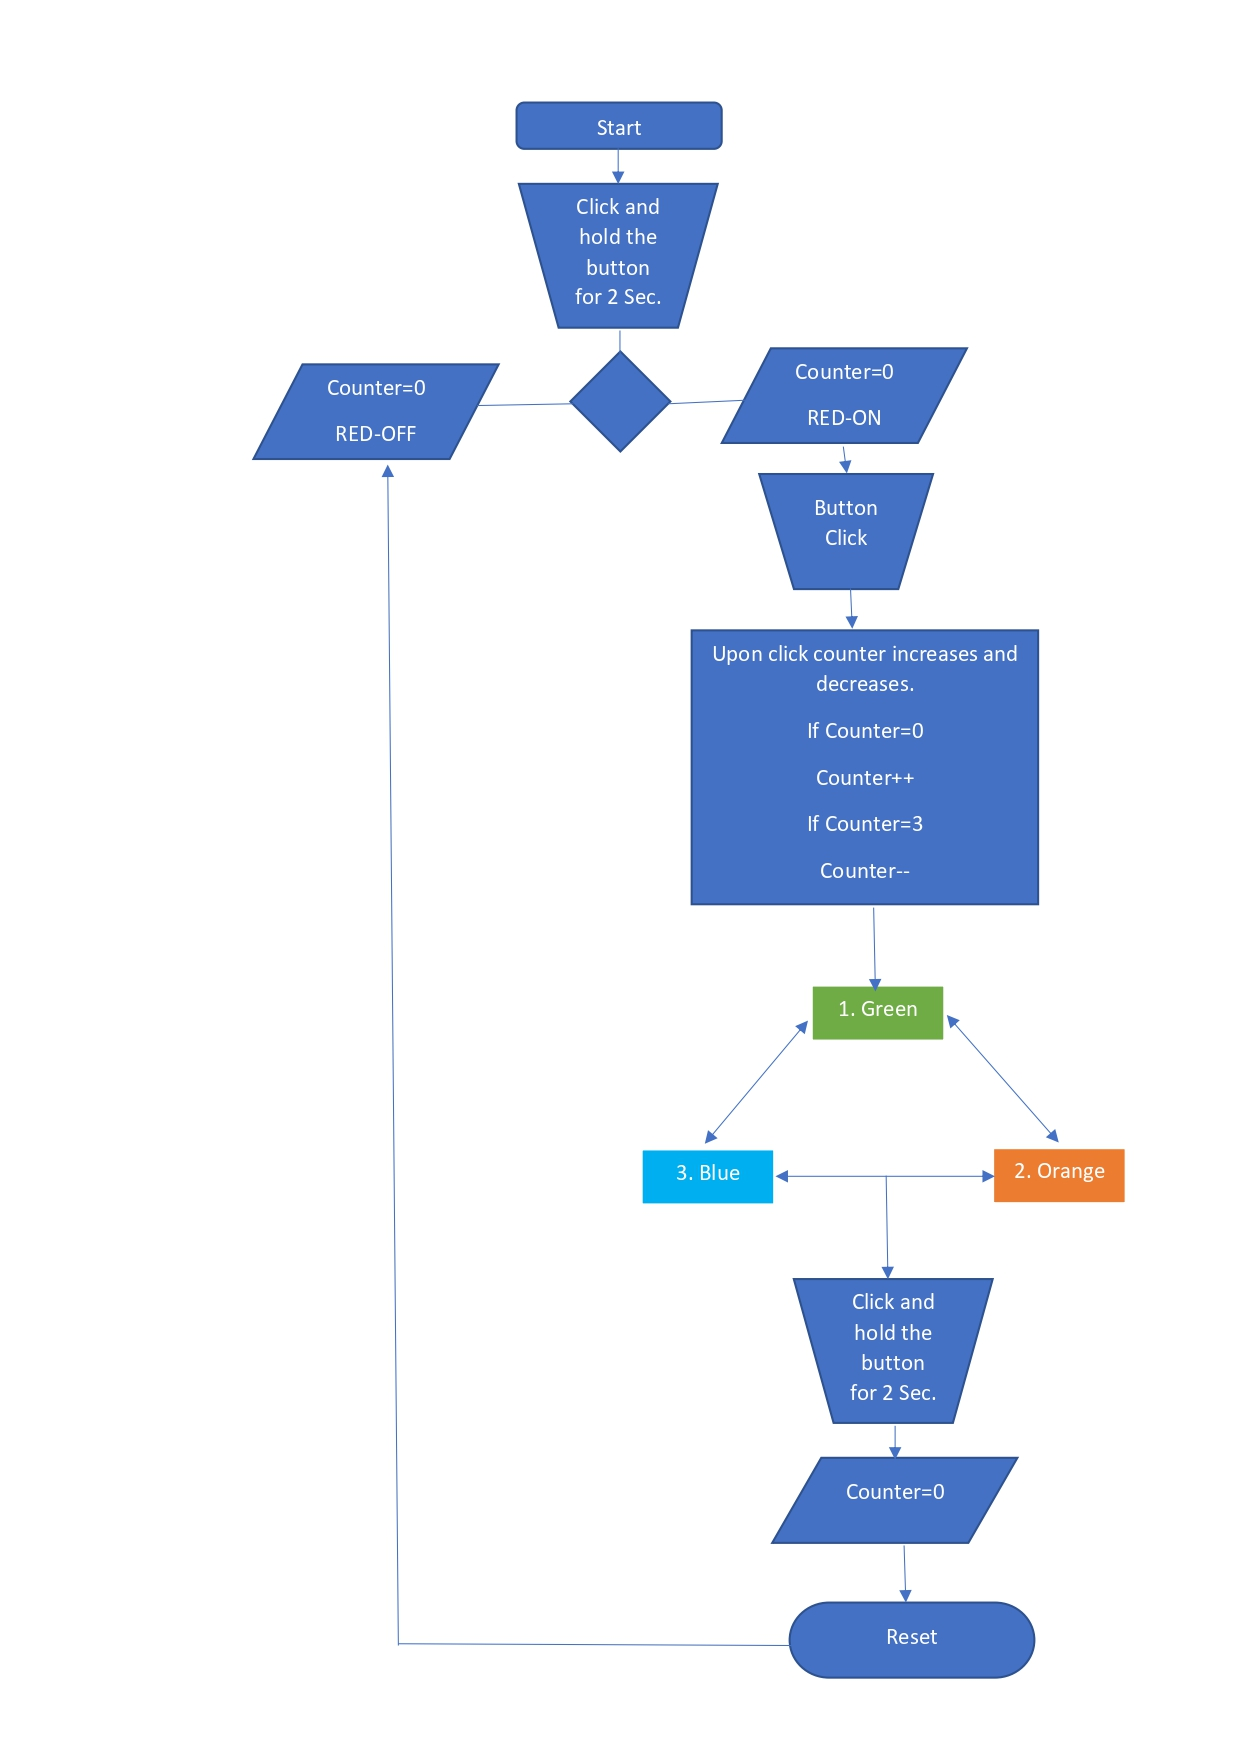 Start
Click and
hold the
button
for 2 Sec.
Counter=0
RED-OFF
Counter=0
RED-ON
Button
Click
Upon click counter increases and
decreases.
If Counter=0
Counter++
If Counter=3
Counter--
1. Green
3. Blue
2. Orange
Click and
hold the
button
for 2 Sec.
Counter=0
Reset